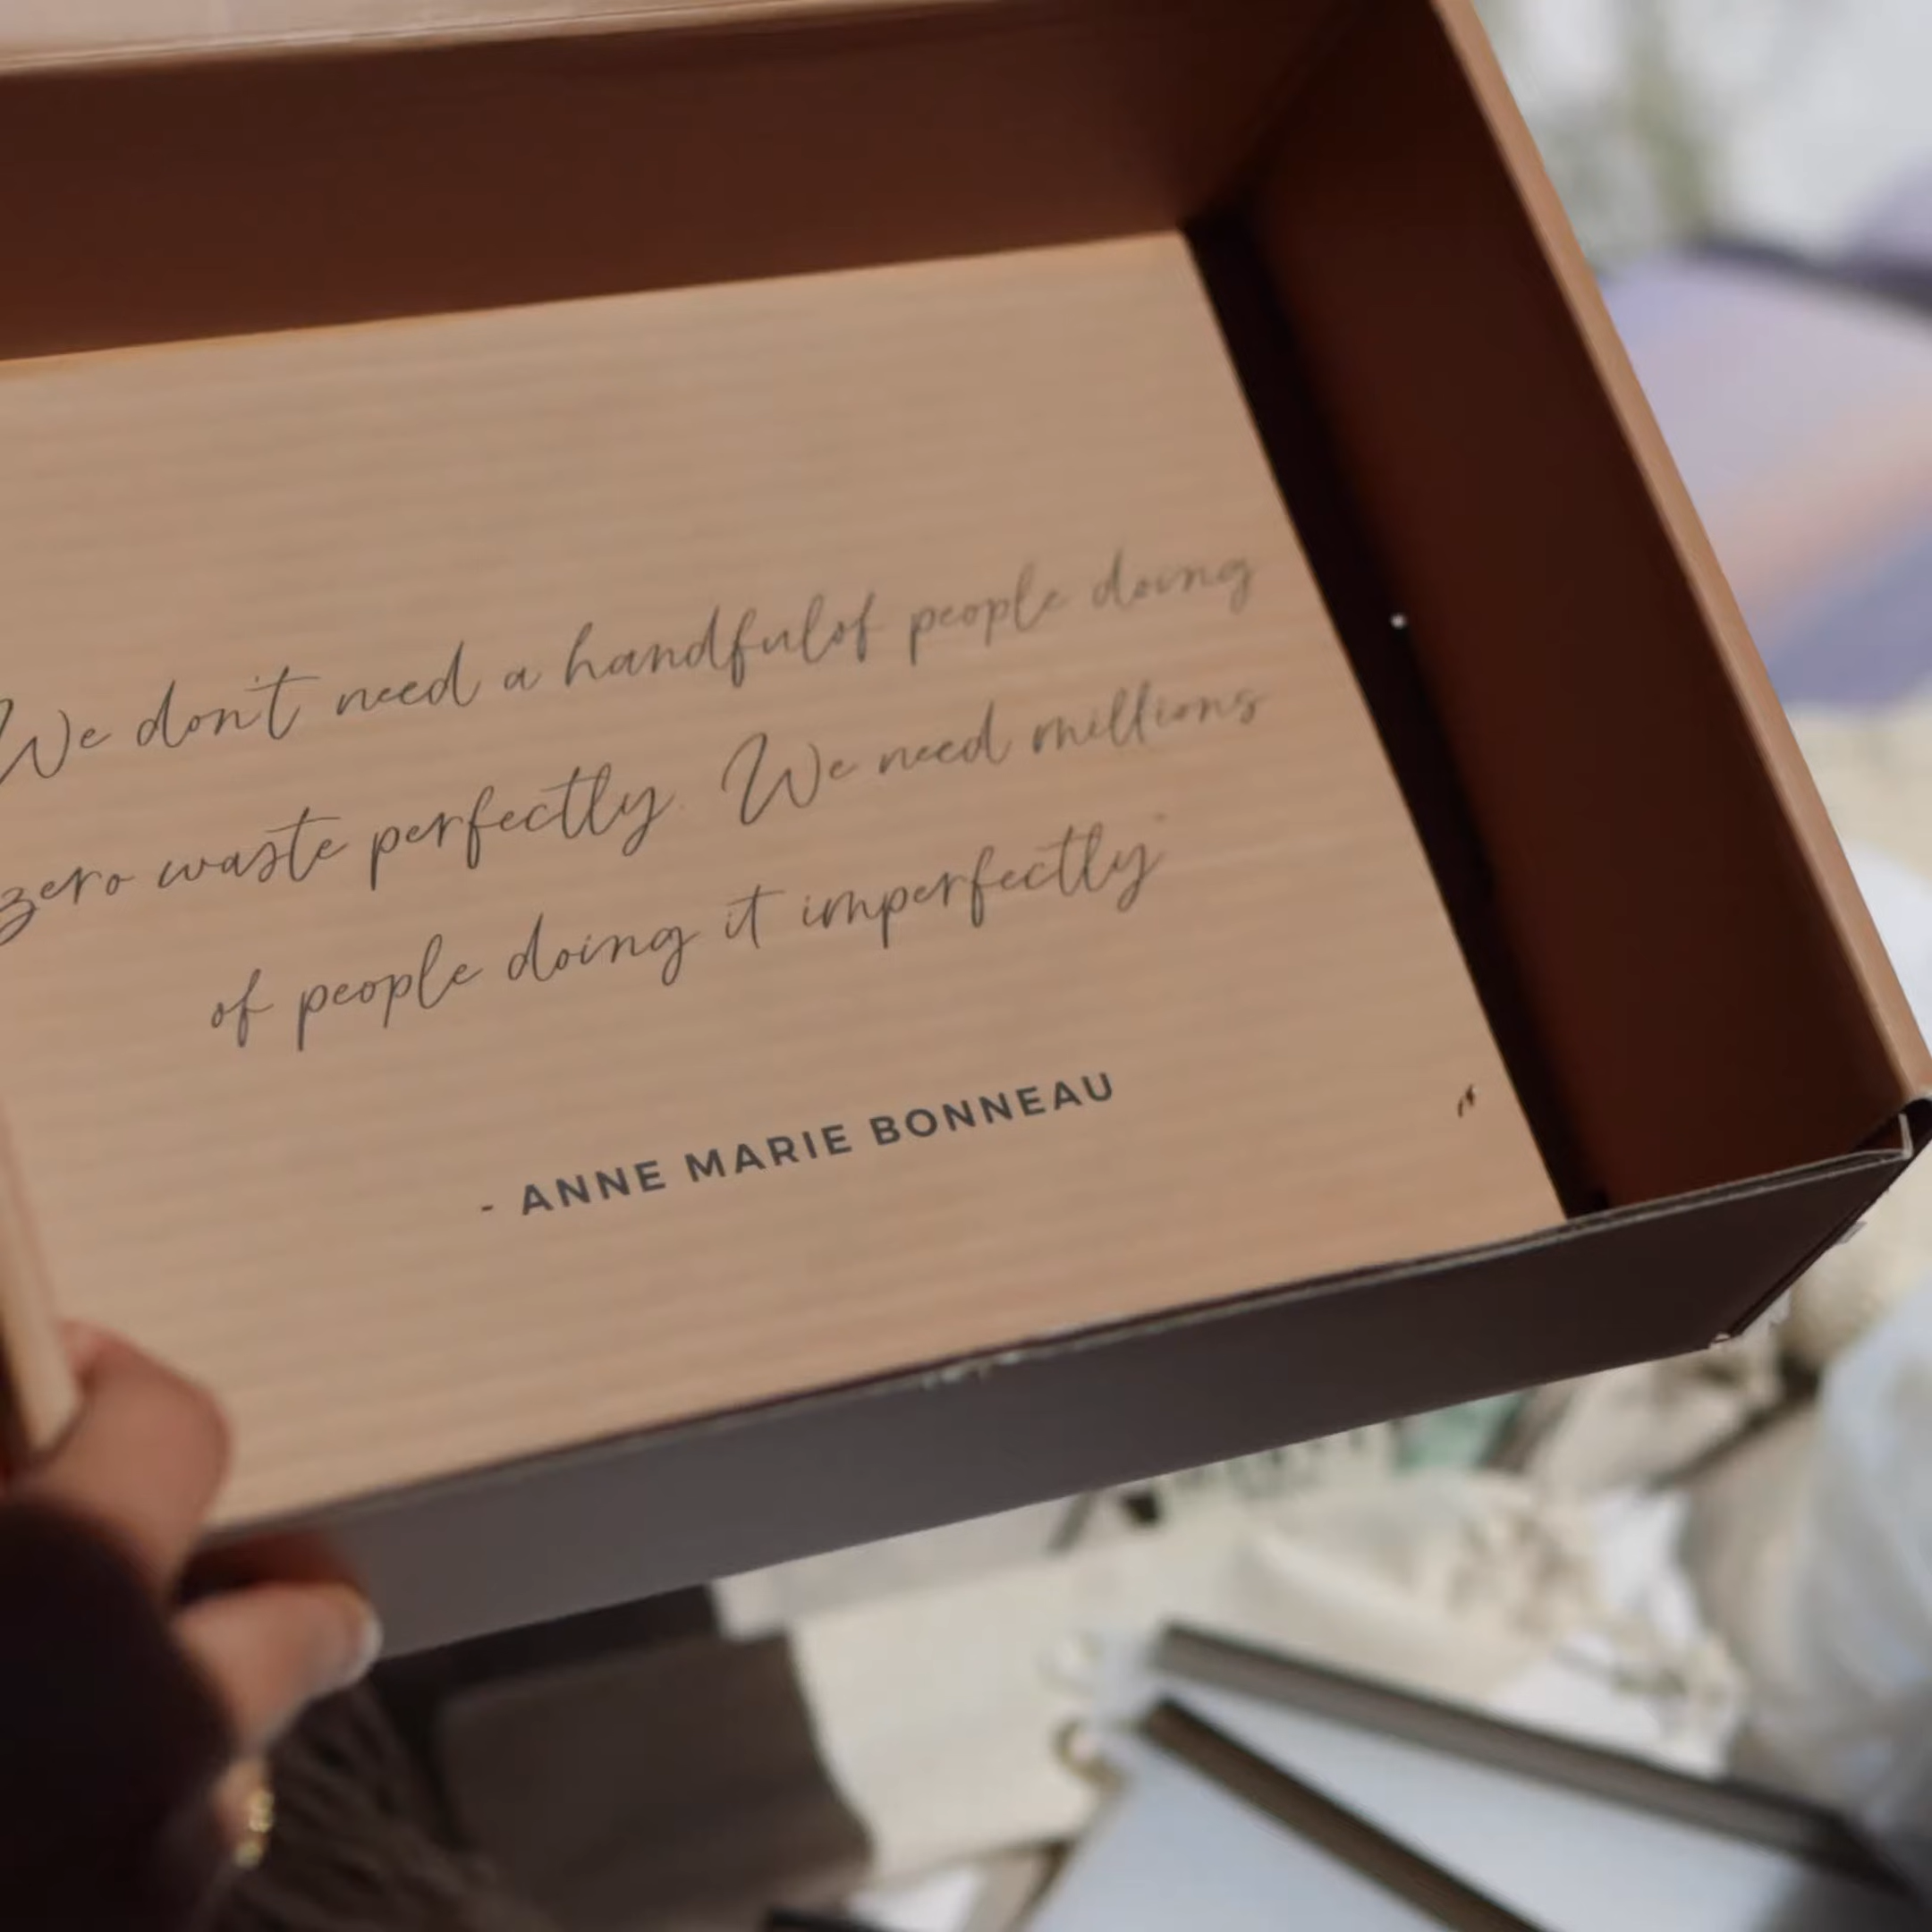 We don't need a handfulof people doing
zero waste perfectly. We need millions
of people doing it imperfectly"
- ANNE MARIE BONNEAU